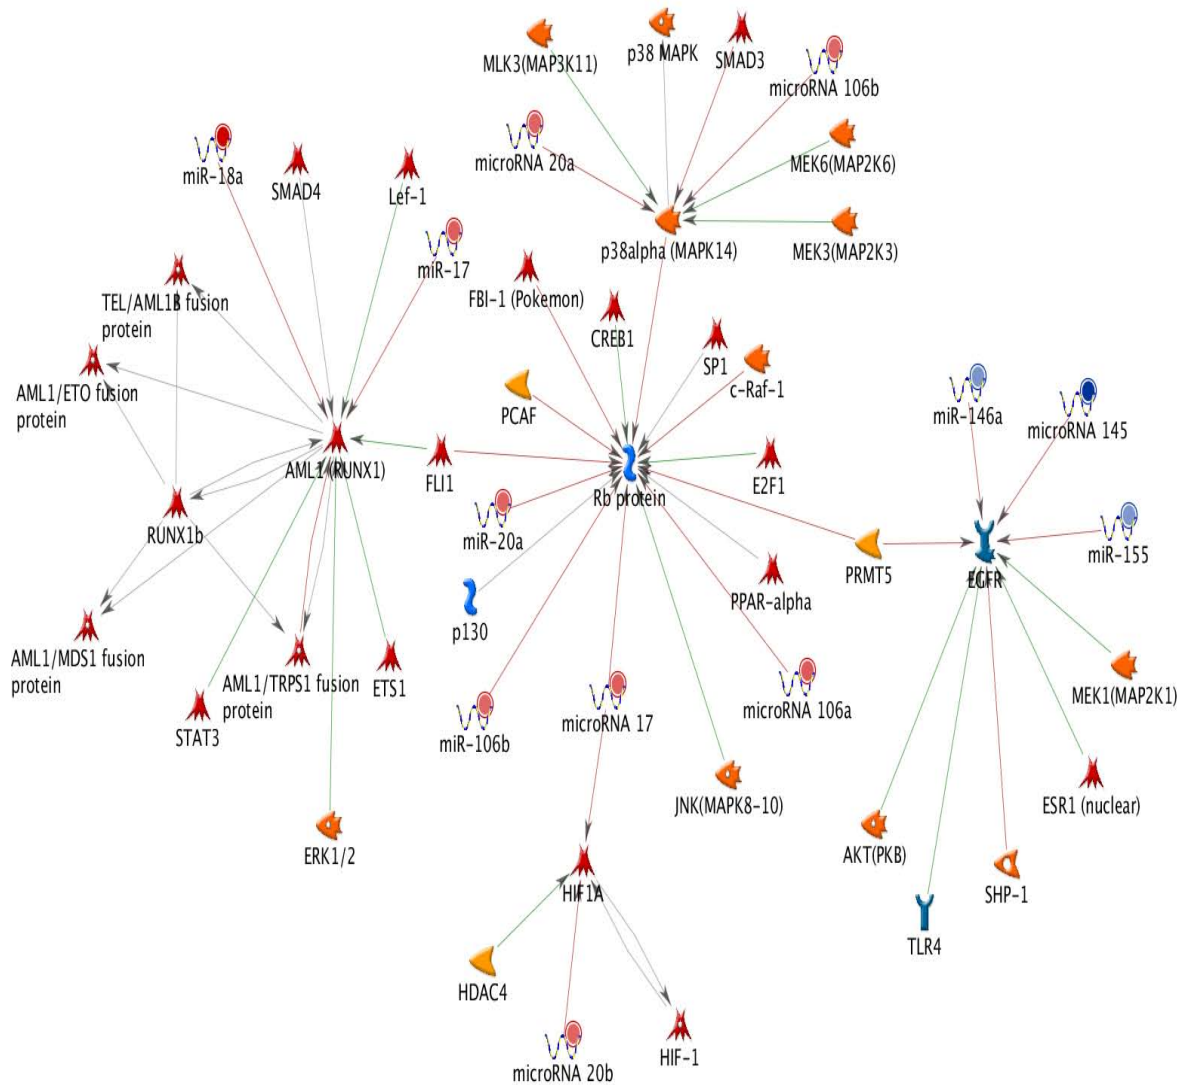 MLK3(MAP3K11)
p38 MAPK
SMAD3
microRNA 106b
microRNA 20a
MEK6(MAP2K6)
miR-18a
SMAD4
Lef-1
p38alpha (MAPK14)
MEK3(MAP2K3)
miR-17
TEL/AML1B fusion
protein
FBI-1 (Pokemon)
CREB1
SP1
c-Raf-1
AML1/ETO fusion
protein
PCAF
miR-146a
microRNA 145
AML1 (RUNX1)
FLI1
Rb protein
E2F1
RUNX1b
miR-20a
PRMT5
EGFR
miR-155
PPAR-alpha
p130
AML1/MDS1 fusion
protein
AML1/TRPS1 fusion
protein
ETS1
STAT3
miR-106b
microRNA 17
microRNA 106a
MEK1(MAP2K1)
JNK(MAPK8-10)
ESR1 (nuclear)
ERK1/2
AKT(PKB)
HIF1A
SHP-1
TLR4
HDAC4
HIF-1
microRNA 20b